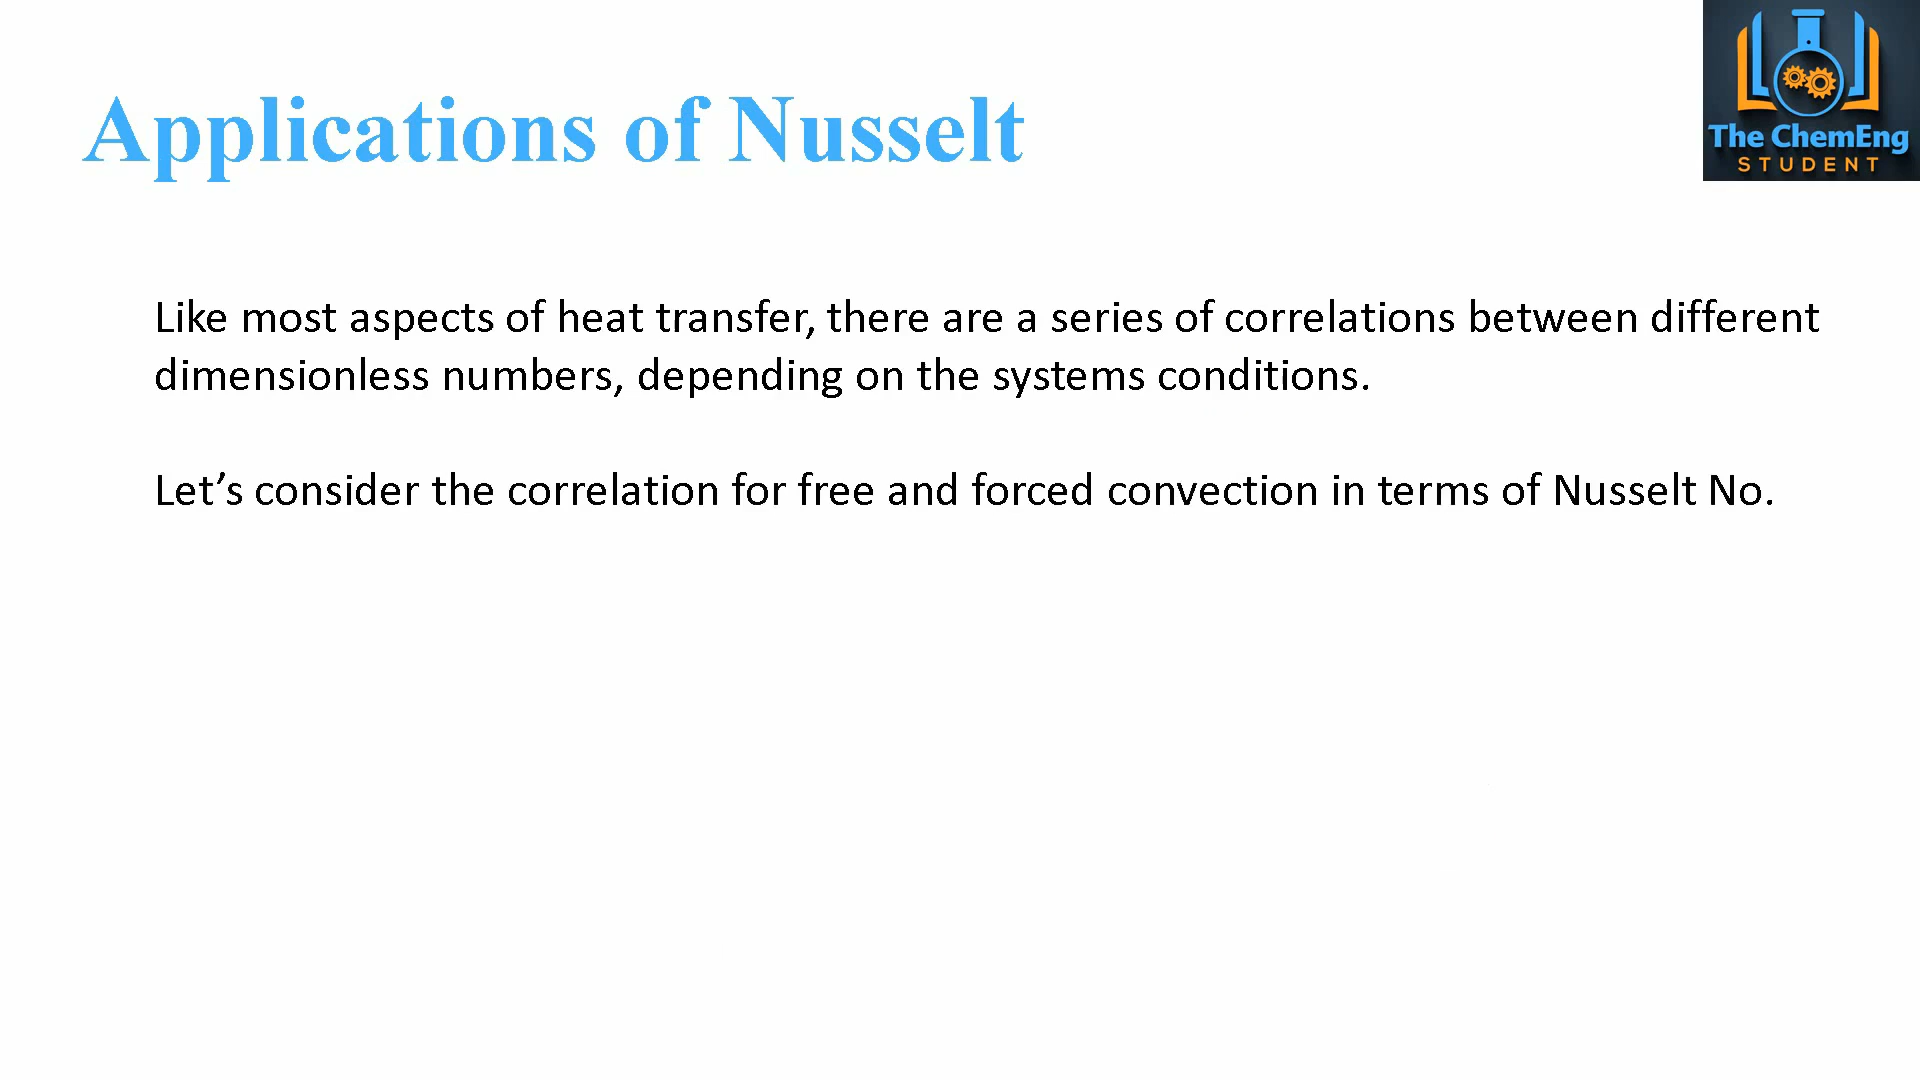 Applications of Nusselt
The ChemEng
STUDENT
Like most aspects of heat transfer, there are a series of correlations between different
dimensionless numbers, depending on the systems conditions.
Let’s consider the correlation for free and forced convection in terms of Nusselt No.